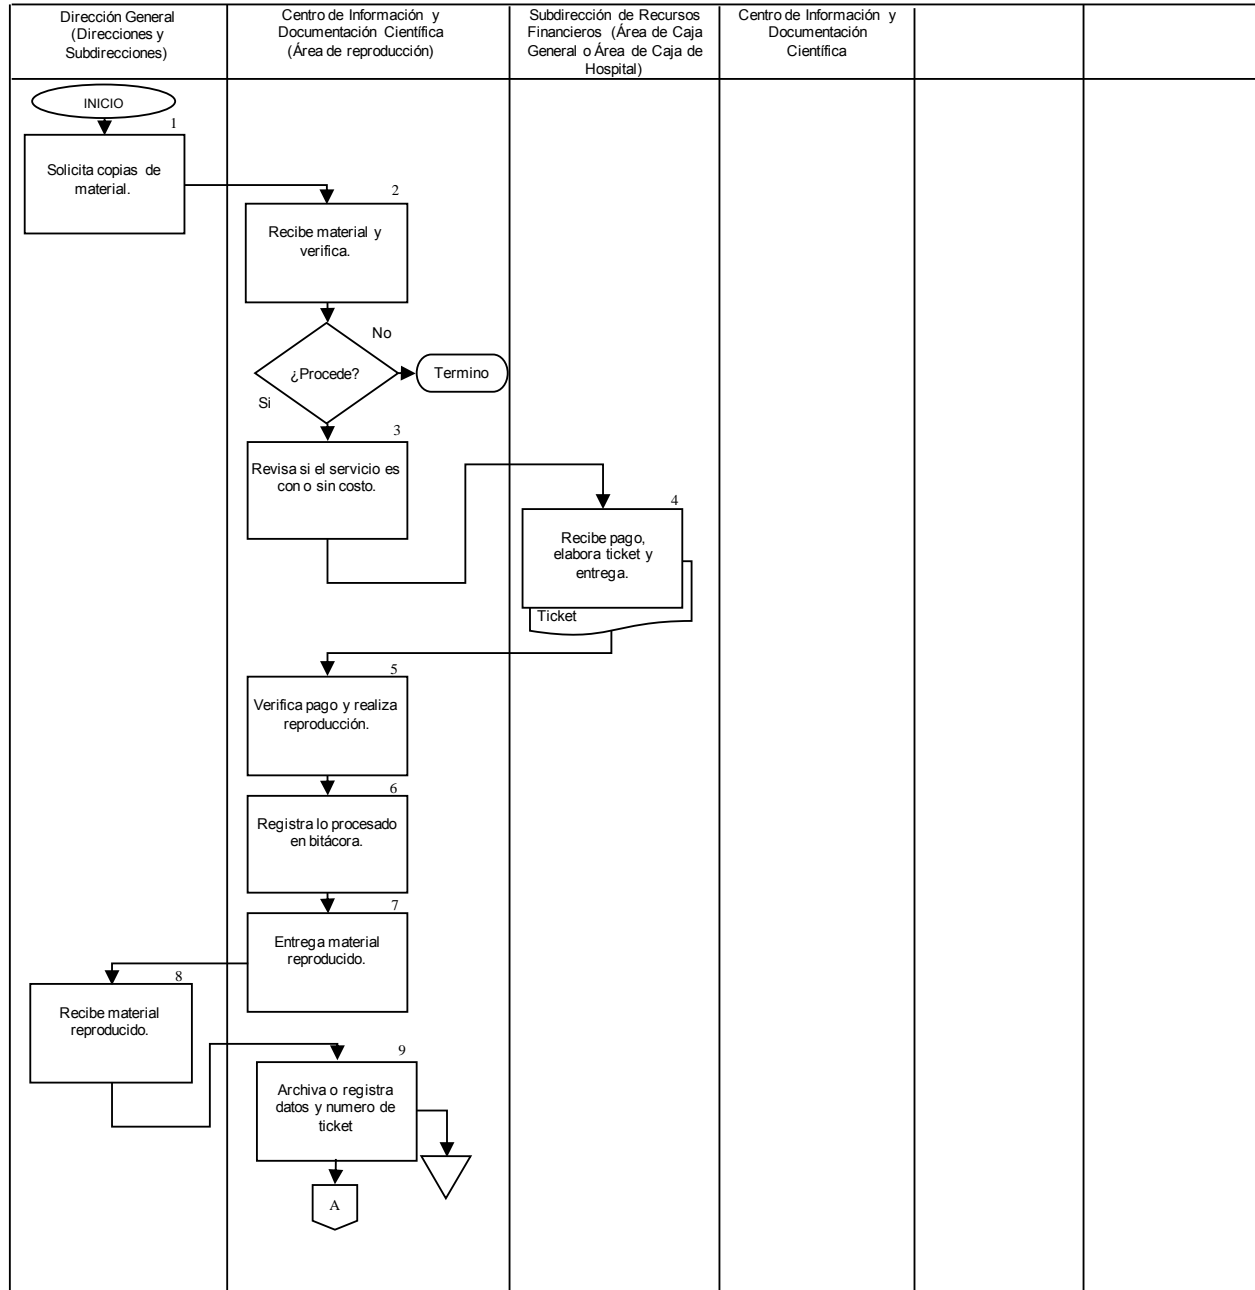 Dirección General
(Direcciones y
Subdirecciones)
Centro de Información y
Documentación Científica
(Área de reproducción)
Subdirección de Recursos
Financieros (Área de Caja
General o Área de Caja de
Hospital)
Centro de Información y
Documentación
Científica
INICIO
1
Solicita copias de
material.
2
Recibe material y
verifica.
No
¿Procede?
Termino
Si
3
Revisa si el servicio es
con o sin costo.
4
Recibe pago,
elabora ticket y
entrega.
Ticket
5
Verifica pago y realiza
reproducción.
6
Registra lo procesado
en bitácora.
7
Entrega material
reproducido.
8
Recibe material
reproducido.
9
Archiva o registra
datos y numero de
ticket
A